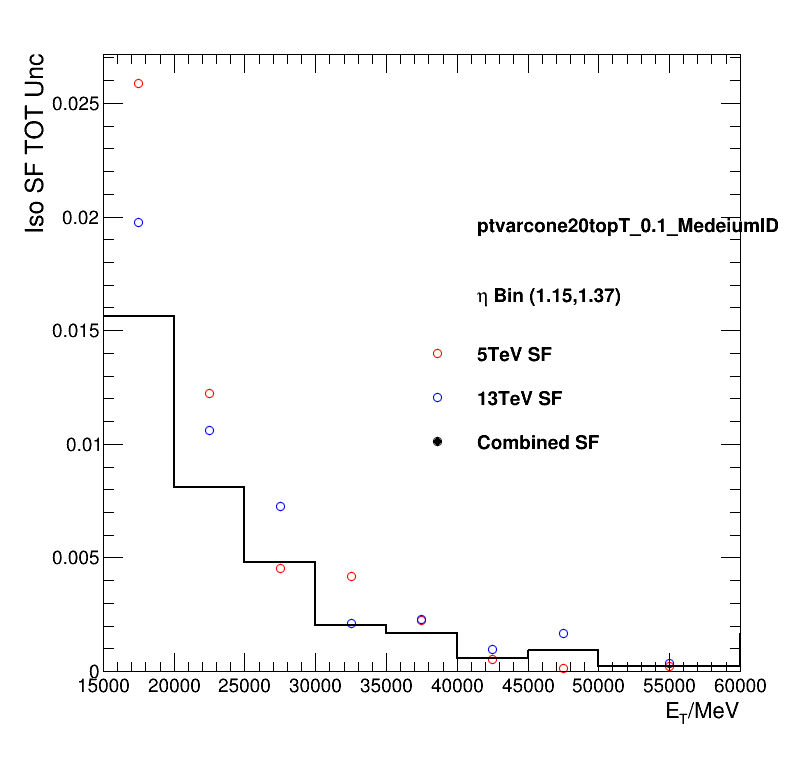 Iso SF TOT Unc
0.025
0.02
0.015
0.01
0.005
0
ptvarcone20topT_0.1_MedeiumID
η Bin (1.15,1.37)
5TeV SF
13TeV SF
Combined SF
15000 20000 25000 30000 35000 40000 45000 50000 55000 60000
E_T/MeV